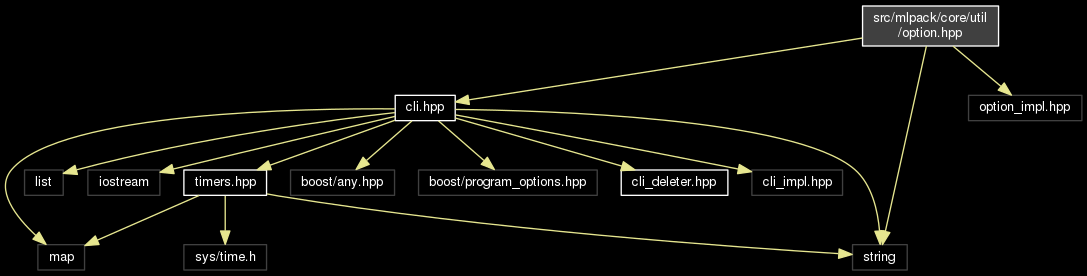 src/mlpack/core/util
/option.hpp
cli.hpp
option_impl.hpp
list
iostream
timers.hpp
boost/any.hpp
boost/program_options.hpp
cli_deleter.hpp
cli_impl.hpp
map
sys/time.h
string